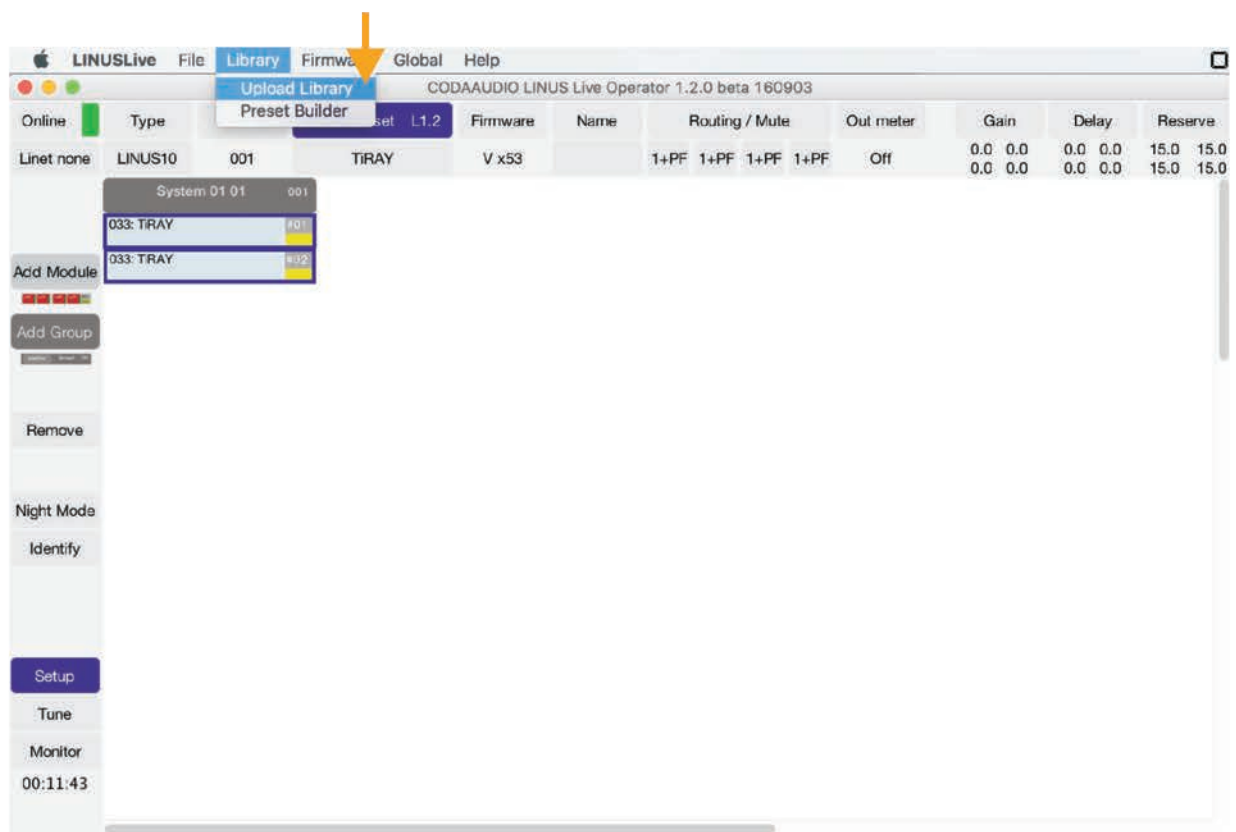 LINUSLive File Library Firmwa Global Help
Upload Library CODAAUDIO LINUS Live Operator 1.2.0 beta 160903
Preset Builder
Online Type set L1.2 Firmware Name Routing / Mute Out meter Gain Delay Reserve
Linet none LINUS10 001 TiRAY V x53 1+PF 1+PF 1+PF 1+PF Off 0.0 0.0 0.0 0.0 15.0 15.0
0.0 0.0 0.0 0.0 15.0 15.0
System 01 01 001
033: TiRAY #01
033: TiRAY #02
Add Module
Add Group
Remove
Night Mode
Identify
Setup
Tune
Monitor
00:11:43